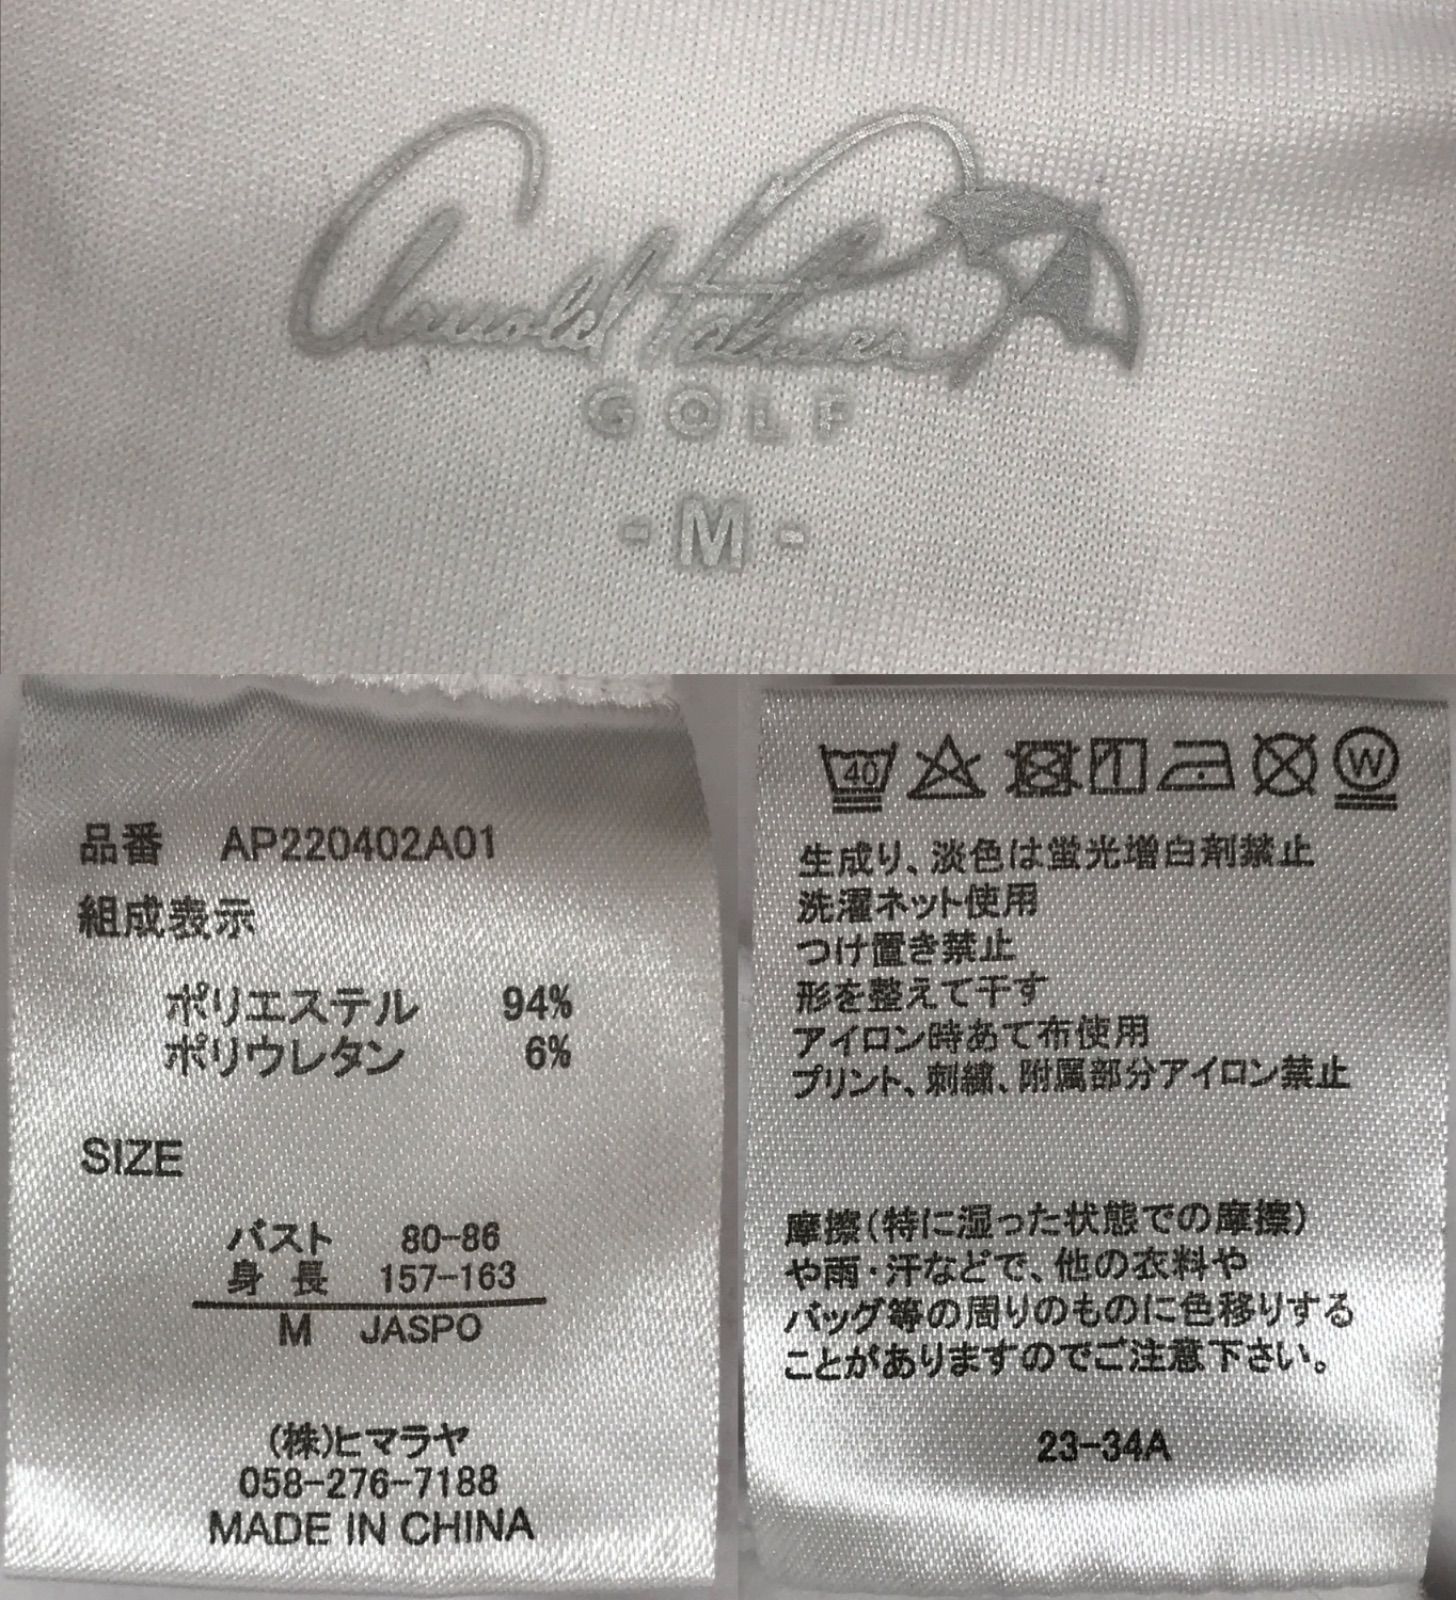 Arnold Palmer
GOLF
- M -
品番 AP220402A01
組成表示
ポリエステル 94%
ポリウレタン 6%
SIZE
バスト 80-86
身長 157-163
M JASPO
(株)ヒマラヤ
058-276-7188
MADE IN CHINA
40 W
生成り、淡色は蛍光増白剤禁止
洗濯ネット使用
つけ置き禁止
形を整えて干す
アイロン時あて布使用
プリント、刺繍、附属部分アイロン禁止
摩擦(特に湿った状態での摩擦)
や雨・汗などで、他の衣料や
バッグ等の周りのものに色移りする
ことがありますのでご注意下さい。
23-34A